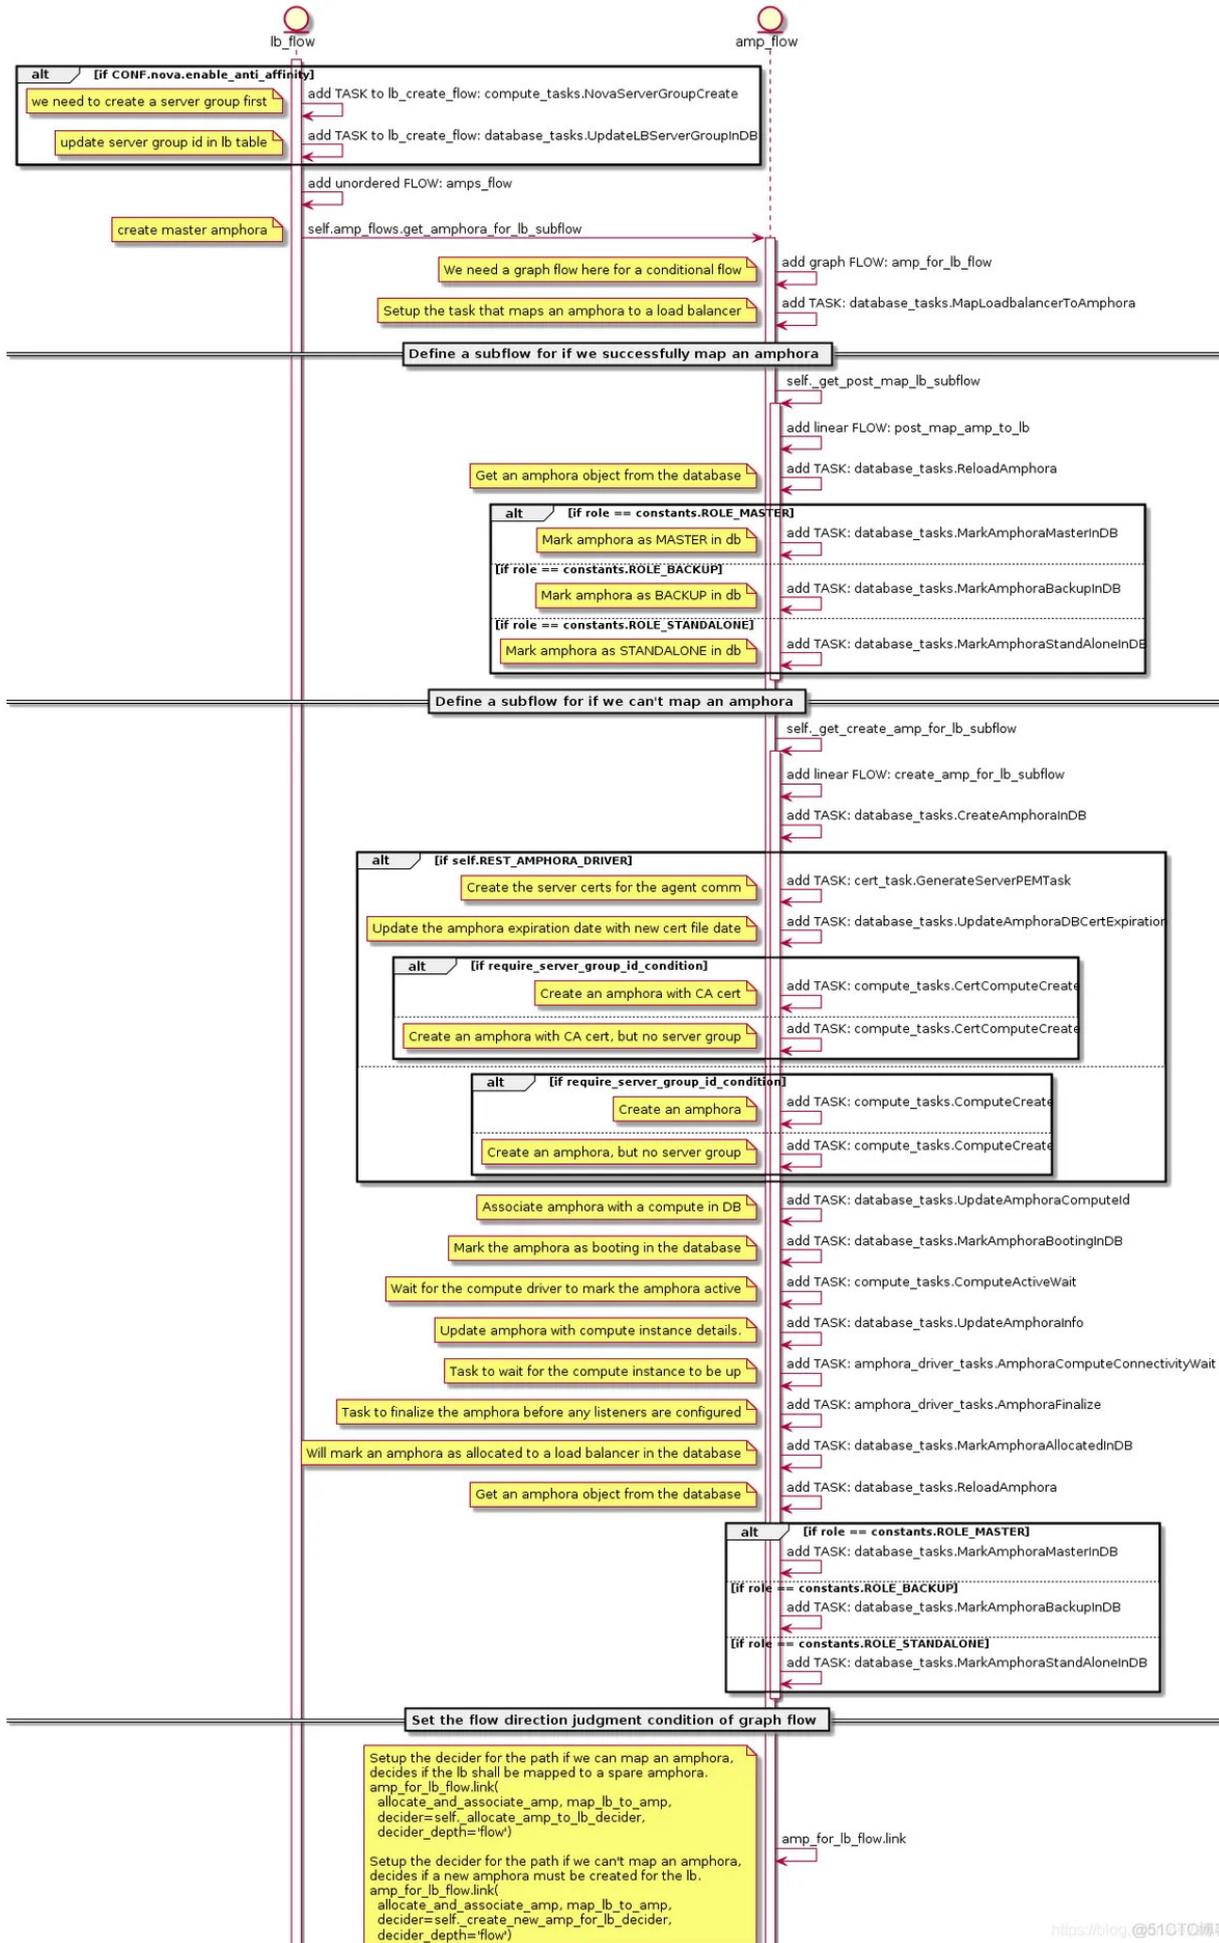 lb_flow
amp_flow
alt [if CONF.nova.enable_anti_affinity]
we need to create a server group first
add TASK to lb_create_flow: compute_tasks.NovaServerGroupCreate
update server group id in lb table
add TASK to lb_create_flow: database_tasks.UpdateLBServerGroupInDB
add unordered FLOW: amps_flow
create master amphora
self.amp_flows.get_amphora_for_lb_subflow
We need a graph flow here for a conditional flow
add graph FLOW: amp_for_lb_flow
Setup the task that maps an amphora to a load balancer
add TASK: database_tasks.MapLoadbalancerToAmphora
Define a subflow for if we successfully map an amphora
self._get_post_map_lb_subflow
add linear FLOW: post_map_amp_to_lb
Get an amphora object from the database
add TASK: database_tasks.ReloadAmphora
alt [if role == constants.ROLE_MASTER]
Mark amphora as MASTER in db
add TASK: database_tasks.MarkAmphoraMasterInDB
[if role == constants.ROLE_BACKUP]
Mark amphora as BACKUP in db
add TASK: database_tasks.MarkAmphoraBackupInDB
[if role == constants.ROLE_STANDALONE]
Mark amphora as STANDALONE in db
add TASK: database_tasks.MarkAmphoraStandAloneInDB
Define a subflow for if we can't map an amphora
self._get_create_amp_for_lb_subflow
add linear FLOW: create_amp_for_lb_subflow
add TASK: database_tasks.CreateAmphoraInDB
alt [if self.REST_AMPHORA_DRIVER]
Create the server certs for the agent comm
add TASK: cert_task.GenerateServerPEMTask
Update the amphora expiration date with new cert file date
add TASK: database_tasks.UpdateAmphoraDBCertExpiration
alt [if require_server_group_id_condition]
Create an amphora with CA cert
add TASK: compute_tasks.CertComputeCreate
Create an amphora with CA cert, but no server group
add TASK: compute_tasks.CertComputeCreate
alt [if require_server_group_id_condition]
Create an amphora
add TASK: compute_tasks.ComputeCreate
Create an amphora, but no server group
add TASK: compute_tasks.ComputeCreate
Associate amphora with a compute in DB
add TASK: database_tasks.UpdateAmphoraComputeId
Mark the amphora as booting in the database
add TASK: database_tasks.MarkAmphoraBootingInDB
Wait for the compute driver to mark the amphora active
add TASK: compute_tasks.ComputeActiveWait
Update amphora with compute instance details.
add TASK: database_tasks.UpdateAmphoraInfo
Task to wait for the compute instance to be up
add TASK: amphora_driver_tasks.AmphoraComputeConnectivityWait
Task to finalize the amphora before any listeners are configured
add TASK: amphora_driver_tasks.AmphoraFinalize
Will mark an amphora as allocated to a load balancer in the database
add TASK: database_tasks.MarkAmphoraAllocatedInDB
Get an amphora object from the database
add TASK: database_tasks.ReloadAmphora
alt [if role == constants.ROLE_MASTER]
add TASK: database_tasks.MarkAmphoraMasterInDB
[if role == constants.ROLE_BACKUP]
add TASK: database_tasks.MarkAmphoraBackupInDB
[if role == constants.ROLE_STANDALONE]
add TASK: database_tasks.MarkAmphoraStandAloneInDB
Set the flow direction judgment condition of graph flow
Setup the decider for the path if we can map an amphora,
decides if the lb shall be mapped to a spare amphora.
amp_for_lb_flow.link(
allocate_and_associate_amp, map_lb_to_amp,
decider=self._allocate_amp_to_lb_decider,
decider_depth='flow')
amp_for_lb_flow.link
Setup the decider for the path if we can't map an amphora,
decides if a new amphora must be created for the lb.
amp_for_lb_flow.link(
allocate_and_associate_amp, map_lb_to_amp,
decider=self._create_new_amp_for_lb_decider,
decider_depth='flow')
https://blog.